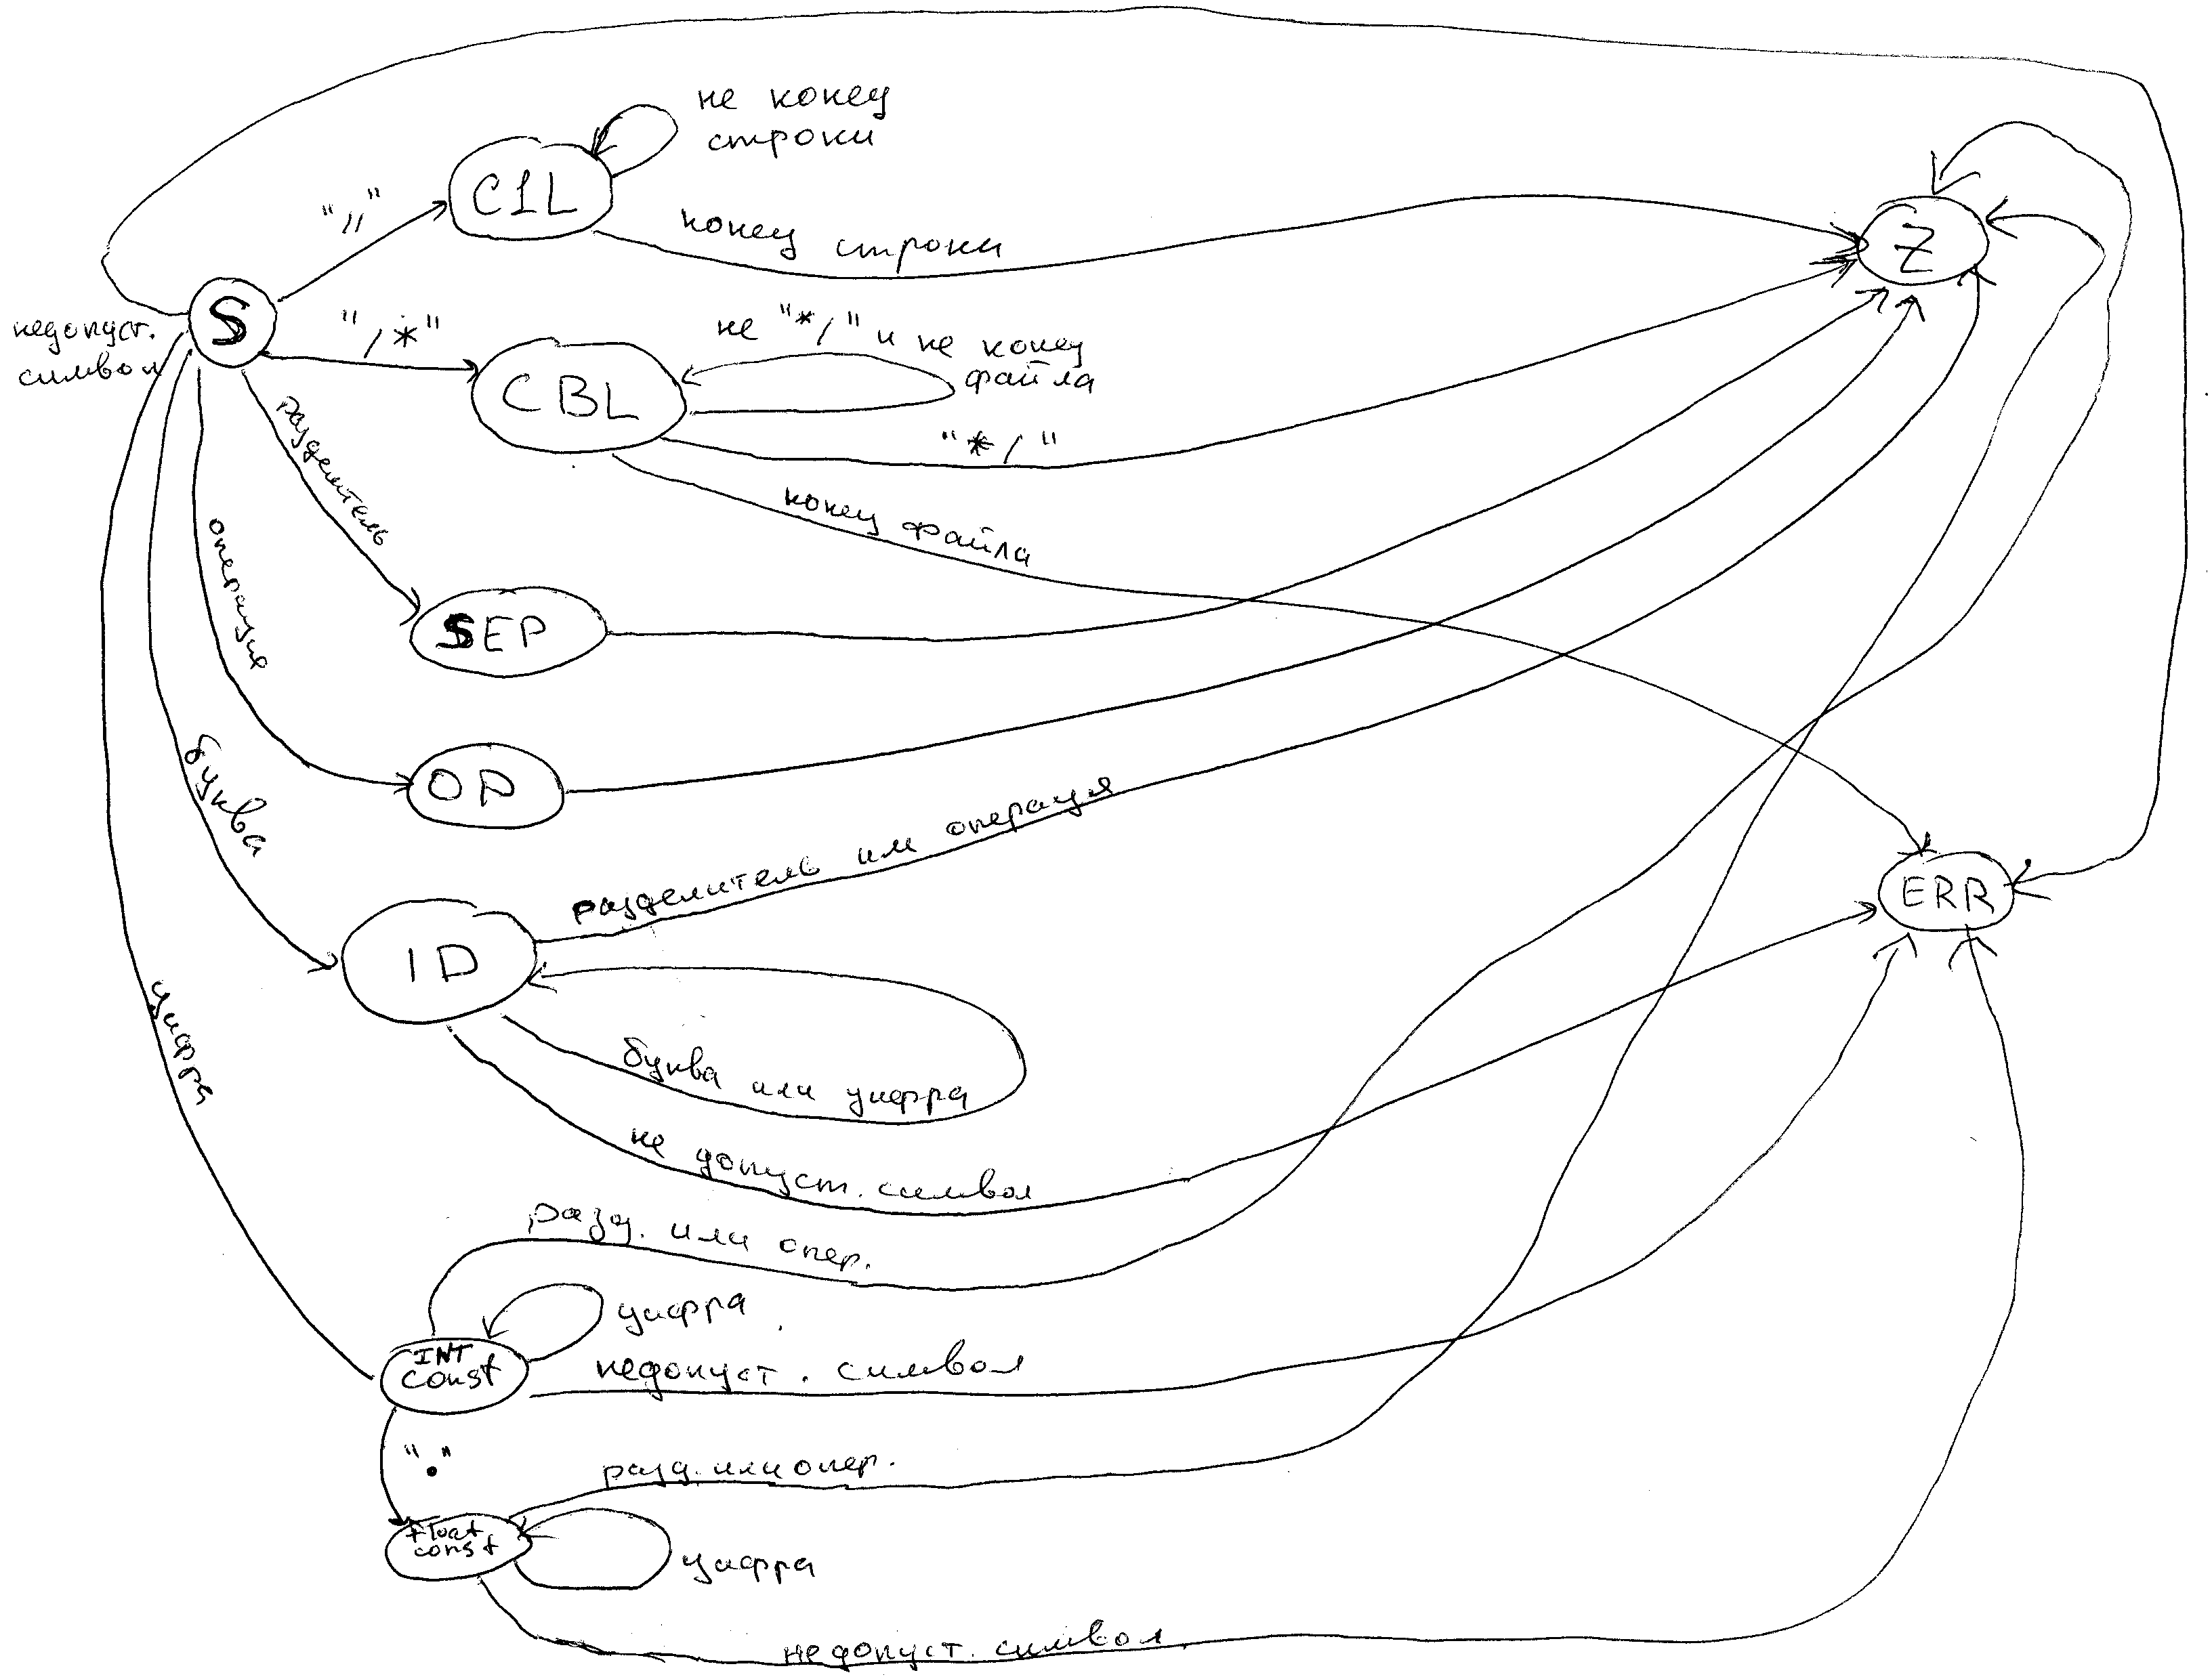 не конец
строки
C1L
"//"
конец строки
Z
S
недопуст.
символ
"/*"
не "*/" и не конец
файла
CBL
"*/"
разделитель
конец файла
операция
SEP
буква
OP
разделитель или операция
ERR
ID
цифра
буква или цифра
не допуст. символ
разд. или опер.
цифра
INT
const
недопуст. символ
"."
разд. или опер.
float
const
цифра
недопуст. символ